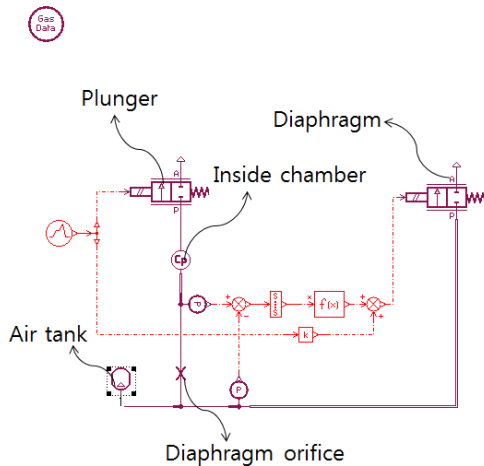 Gas
Data
Plunger
Diaphragm
A
A
Inside chamber
P
P
Cp
P
+
-
S
S
x
f(x)
+
+
Air tank
k
P
Diaphragm orifice